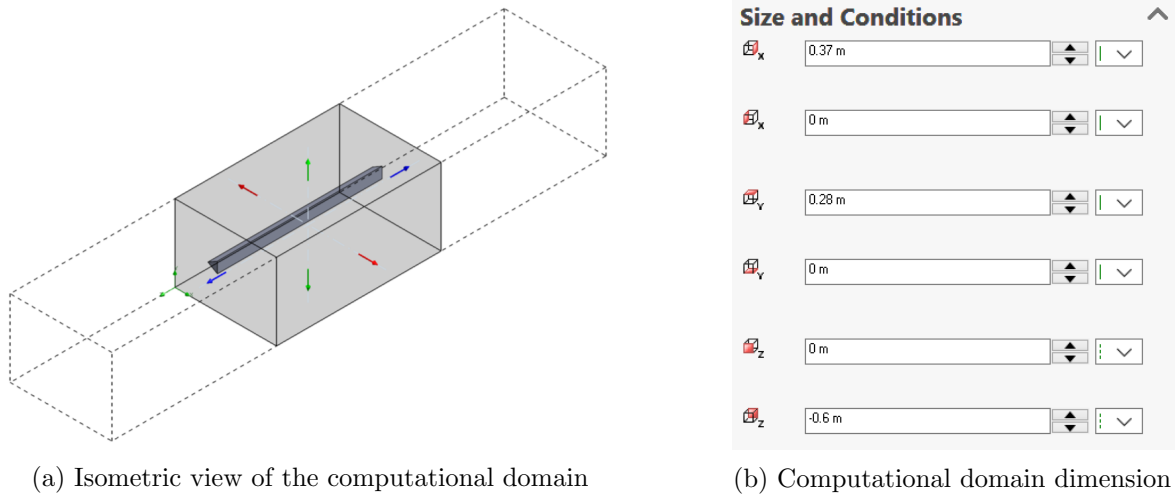 Size and Conditions
X 0.37 m
X 0 m
Y 0.28 m
Y 0 m
Z 0 m
Z -0.6 m
(a) Isometric view of the computational domain
(b) Computational domain dimension